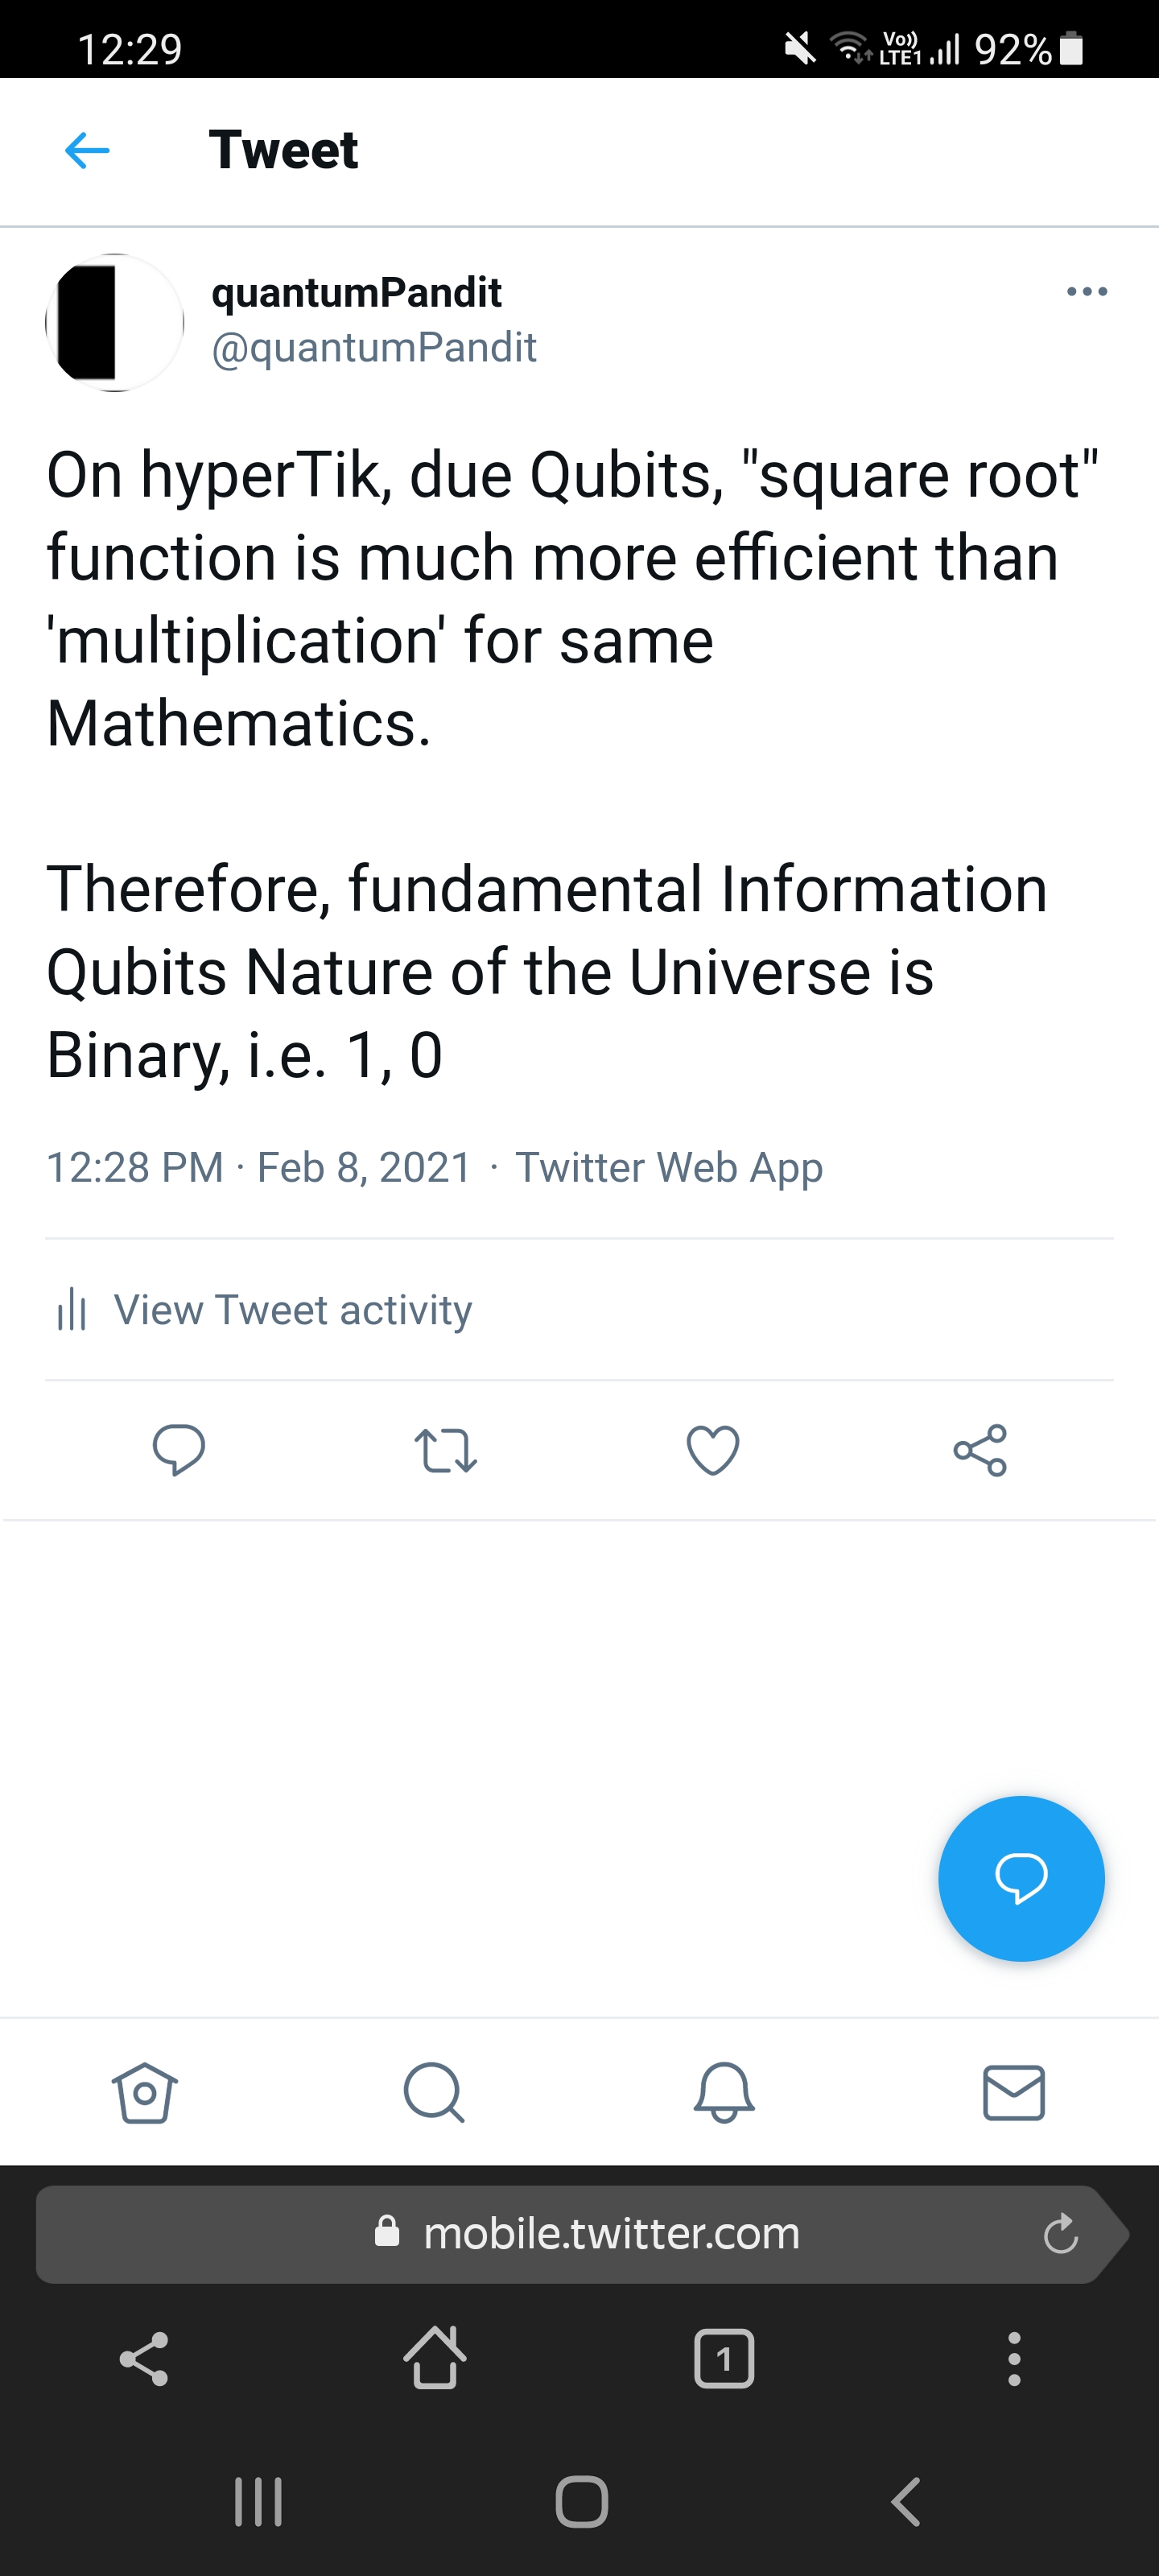 12:29
Vo)) LTE1 92%
Tweet
quantumPandit
@quantumPandit
On hyperTik, due Qubits, "square root"
function is much more efficient than
'multiplication' for same
Mathematics.
Therefore, fundamental Information
Qubits Nature of the Universe is
Binary, i.e. 1, 0
12:28 PM · Feb 8, 2021 · Twitter Web App
View Tweet activity
mobile.twitter.com
1